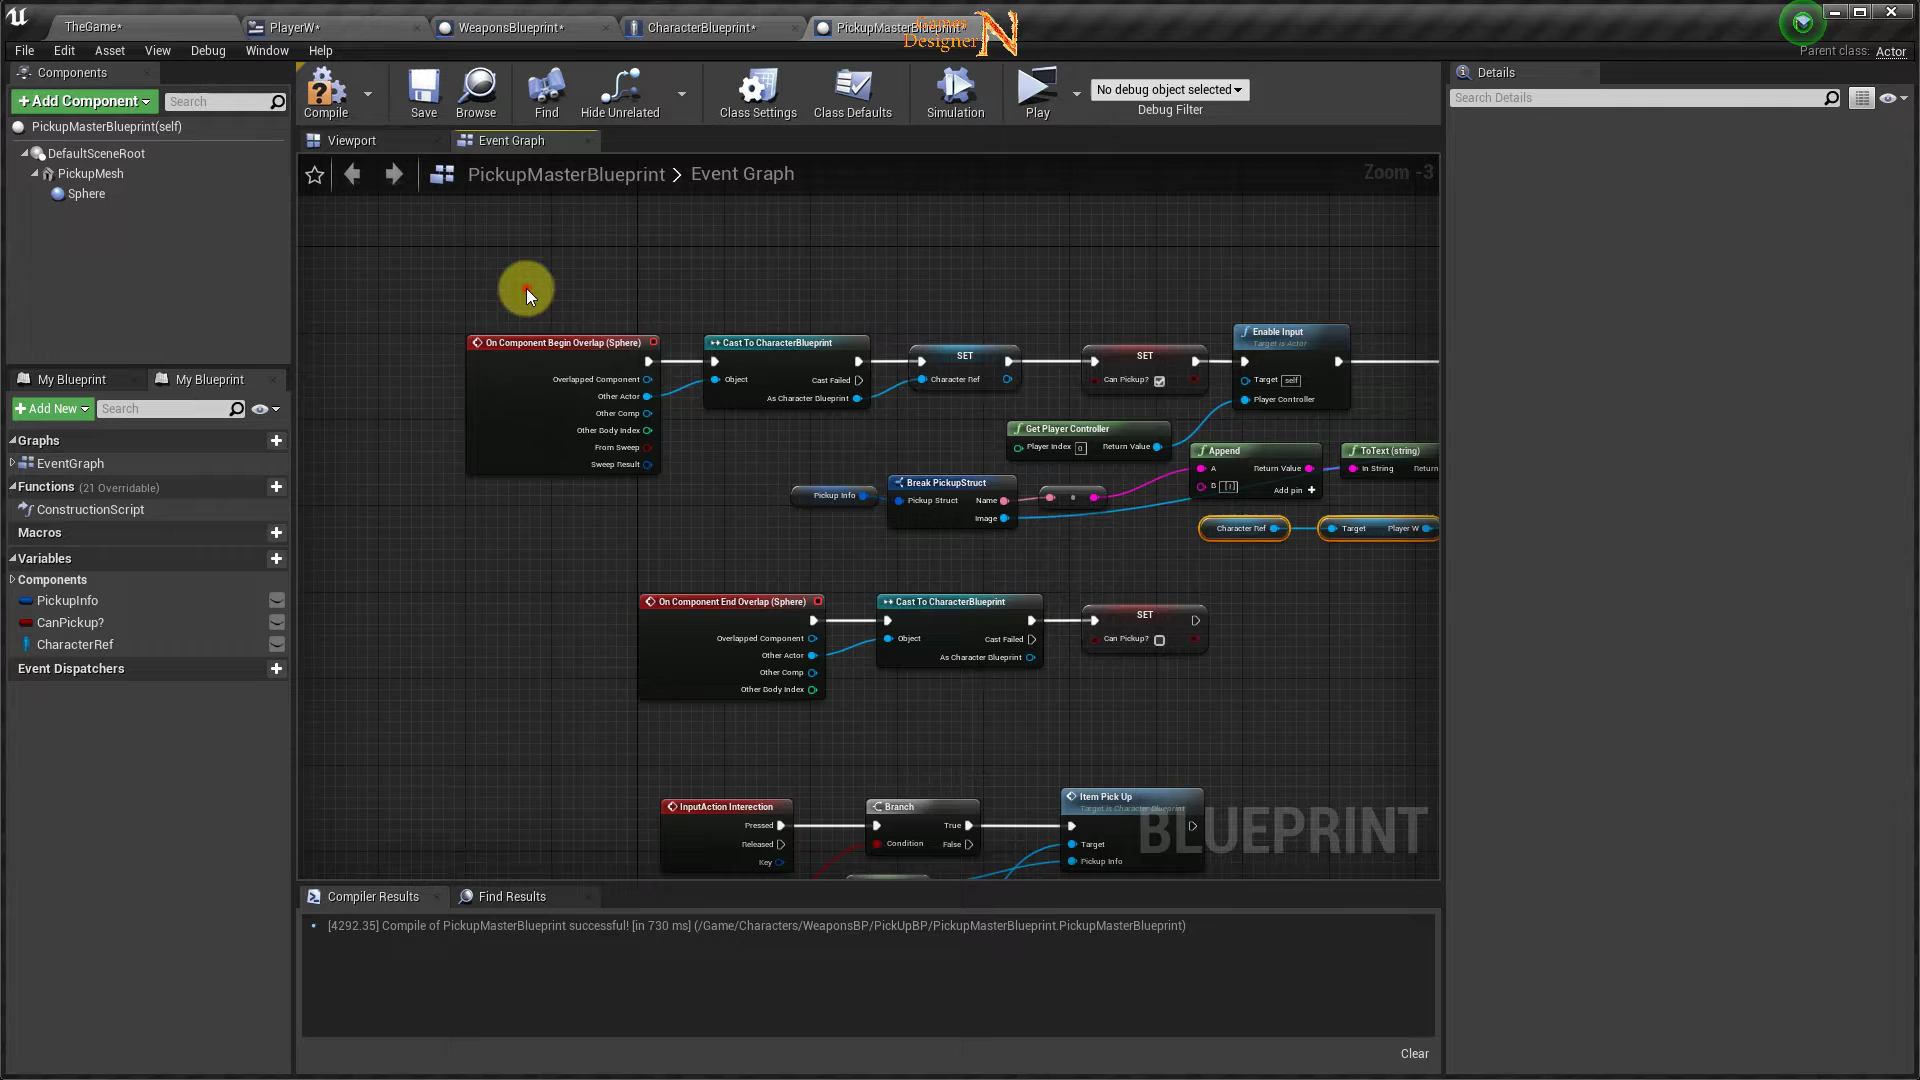 TheGame*
PlayerW*
WeaponsBlueprint*
CharacterBlueprint*
PickupMasterBlueprint*
Games
Designer
N
File Edit Asset View Debug Window Help
Parent class: Actor
Components
+Add Component
Search
PickupMasterBlueprint(self)
DefaultSceneRoot
PickupMesh
Sphere
Compile
Save
Browse
Find
Hide Unrelated
Class Settings
Class Defaults
Simulation
Play
No debug object selected
Debug Filter
Details
Search Details
Viewport
Event Graph
PickupMasterBlueprint > Event Graph
Zoom -3
My Blueprint
My Blueprint
+Add New
Search
Graphs
EventGraph
Functions (21 Overridable)
ConstructionScript
Macros
Variables
Components
PickupInfo
CanPickup?
CharacterRef
Event Dispatchers
On Component Begin Overlap (Sphere)
Overlapped Component
Other Actor
Other Comp
Other Body Index
From Sweep
Sweep Result
Cast To CharacterBlueprint
Object
Cast Failed
As Character Blueprint
SET
Character Ref
SET
Can Pickup?
Enable Input
Target is Actor
Target self
Player Controller
Get Player Controller
Player Index 0
Return Value
Append
A
Return Value
B
Add pin +
ToText (string)
In String
Return
Pickup Info
Break PickupStruct
Pickup Struct
Name
Image
Character Ref
Target
Player W
On Component End Overlap (Sphere)
Overlapped Component
Other Actor
Other Comp
Other Body Index
Cast To CharacterBlueprint
Object
Cast Failed
As Character Blueprint
SET
Can Pickup?
InputAction Interection
Pressed
Released
Key
Branch
True
Condition
False
Item Pick Up
Target is Character Blueprint
Target
Pickup Info
BLUEPRINT
Compiler Results
Find Results
[4292.35] Compile of PickupMasterBlueprint successful! [in 730 ms] (/Game/Characters/WeaponsBP/PickUpBP/PickupMasterBlueprint.PickupMasterBlueprint)
Clear